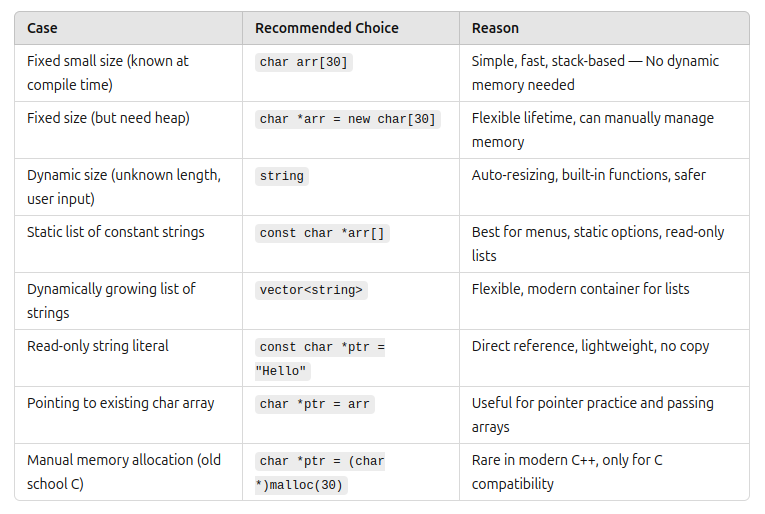 Case Recommended Choice Reason
Fixed small size (known at
compile time)
char arr[30]
Simple, fast, stack-based — No dynamic
memory needed
Fixed size (but need heap)
char *arr = new char[30]
Flexible lifetime, can manually manage
memory
Dynamic size (unknown length,
user input)
string
Auto-resizing, built-in functions, safer
Static list of constant strings
const char *arr[]
Best for menus, static options, read-only
lists
Dynamically growing list of
strings
vector<string>
Flexible, modern container for lists
Read-only string literal
const char *ptr =
"Hello"
Direct reference, lightweight, no copy
Pointing to existing char array
char *ptr = arr
Useful for pointer practice and passing
arrays
Manual memory allocation (old
school C)
char *ptr = (char
*)malloc(30)
Rare in modern C++, only for C
compatibility